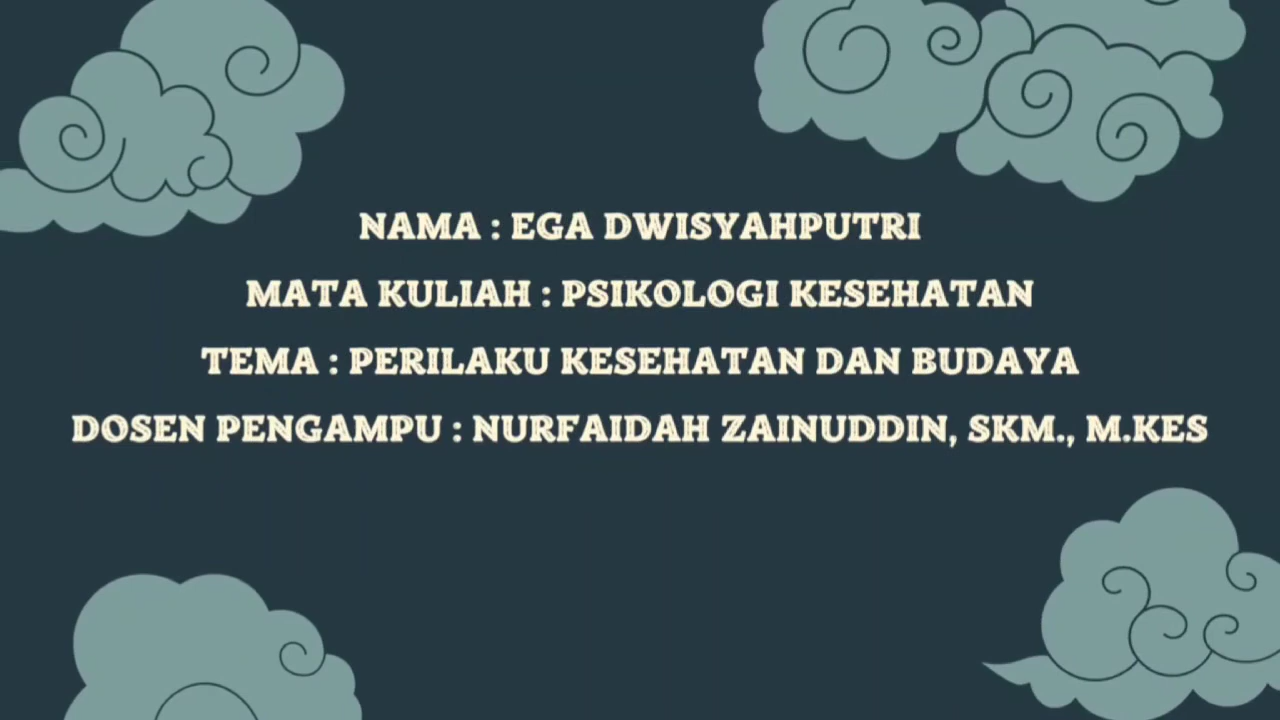 NAMA : EGA DWISYAHPUTRI
MATA KULIAH : PSIKOLOGI KESEHATAN
TEMA : PERILAKU KESEHATAN DAN BUDAYA
DOSEN PENGAMPU : NURFAIDAH ZAINUDDIN, SKM., M.KES